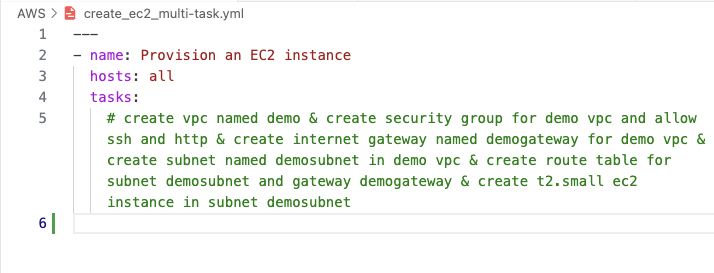 AWS > create_ec2_multi-task.yml
1 ---
2 - name: Provision an EC2 instance
3 hosts: all
4 tasks:
5 # create vpc named demo & create security group for demo vpc and allow
ssh and http & create internet gateway named demogateway for demo vpc &
create subnet named demosubnet in demo vpc & create route table for
subnet demosubnet and gateway demogateway & create t2.small ec2
instance in subnet demosubnet
6